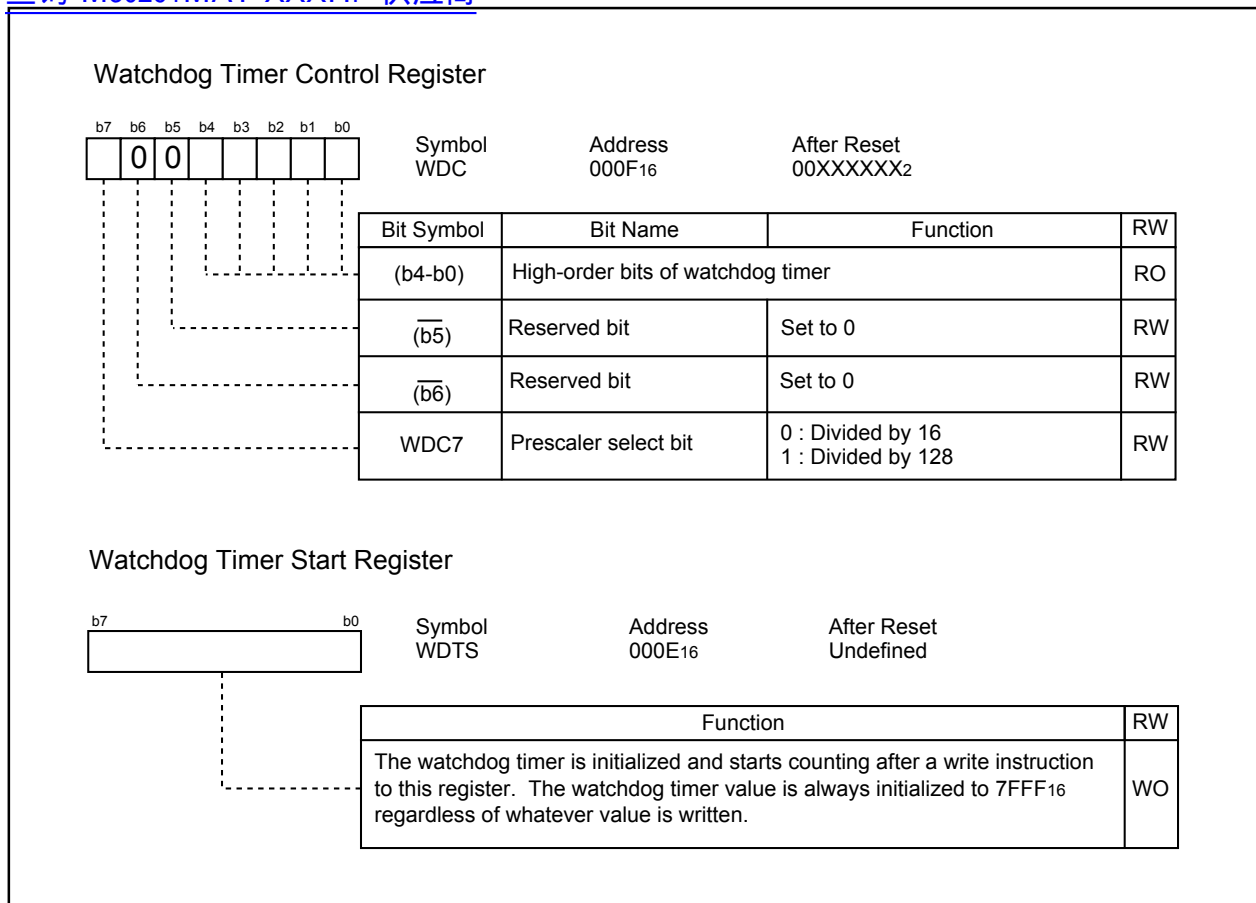 供应商
Watchdog Timer Control Register
b7 b6 b5 b4 b3 b2 b1 b0
0 0
Symbol Address After Reset
WDC 000F16 00XXXXXX2
Bit Symbol Bit Name Function RW
(b4-b0) High-order bits of watchdog timer RO
(b5) Reserved bit Set to 0 RW
(b6) Reserved bit Set to 0 RW
WDC7 Prescaler select bit 0 : Divided by 16 RW
1 : Divided by 128
Watchdog Timer Start Register
b7 b0
Symbol Address After Reset
WDTS 000E16 Undefined
Function RW
The watchdog timer is initialized and starts counting after a write instruction
to this register. The watchdog timer value is always initialized to 7FFF16 WO
regardless of whatever value is written.